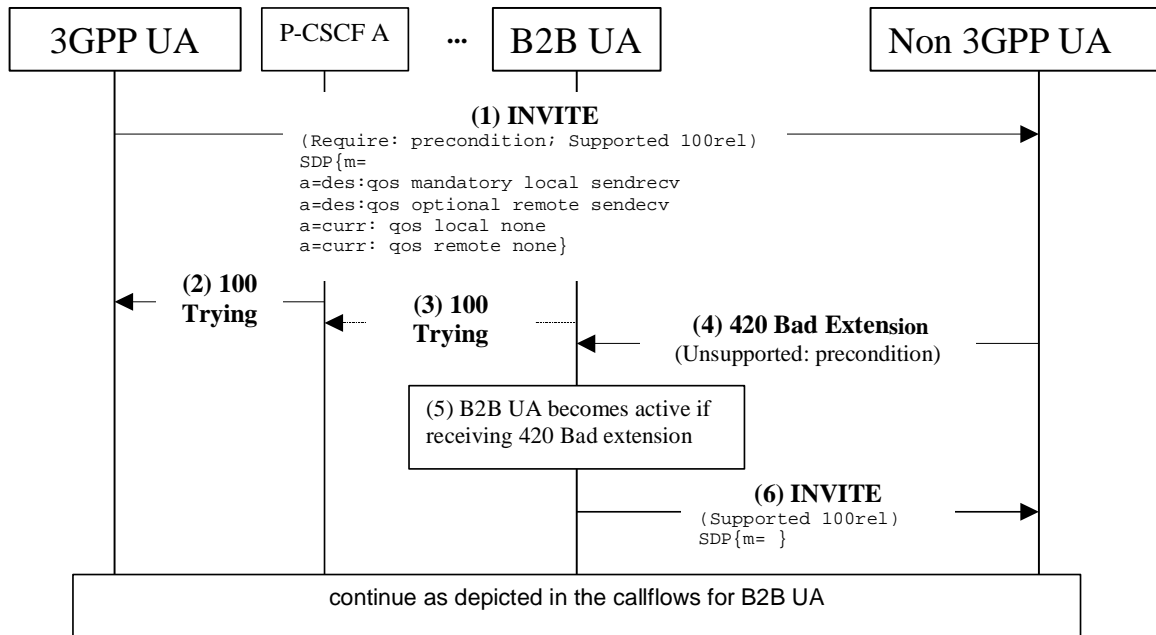 3GPP UA
P-CSCF A
...
B2B UA
Non 3GPP UA
(1) INVITE
(Require: precondition; Supported 100rel)
SDP{m=
a=des:qos mandatory local sendrecv
a=des:qos optional remote sendecv
a=curr: qos local none
a=curr: qos remote none}
(2) 100
Trying
(3) 100
Trying
(4) 420 Bad Extension
(Unsupported: precondition)
(5) B2B UA becomes active if
receiving 420 Bad extension
(6) INVITE
(Supported 100rel)
SDP{m= }
continue as depicted in the callflows for B2B UA